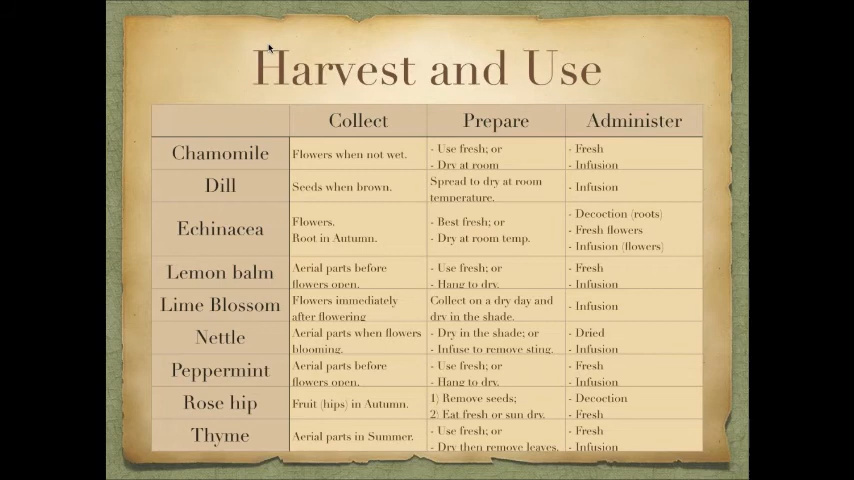 Harvest and Use
Collect Prepare Administer
Chamomile
Flowers when not wet.
- Use fresh; or
- Dry at room
- Fresh
- Infusion
Dill
Seeds when brown.
Spread to dry at room
temperature.
- Infusion
Echinacea
Flowers.
Root in Autumn.
- Best fresh; or
- Dry at room temp.
- Decoction (roots)
- Fresh flowers
- Infusion (flowers)
Lemon balm
Aerial parts before
flowers open.
- Use fresh; or
- Hang to dry.
- Fresh
- Infusion
Lime Blossom
Flowers immediately
after flowering
Collect on a dry day and
dry in the shade.
- Infusion
Nettle
Aerial parts when flowers
blooming.
- Dry in the shade; or
- Infuse to remove sting.
- Dried
- Infusion
Peppermint
Aerial parts before
flowers open.
- Use fresh; or
- Hang to dry.
- Fresh
- Infusion
Rose hip
Fruit (hips) in Autumn.
1) Remove seeds;
2) Eat fresh or sun dry.
- Decoction
- Fresh
Thyme
Aerial parts in Summer.
- Use fresh; or
- Dry then remove leaves.
- Fresh
- Infusion